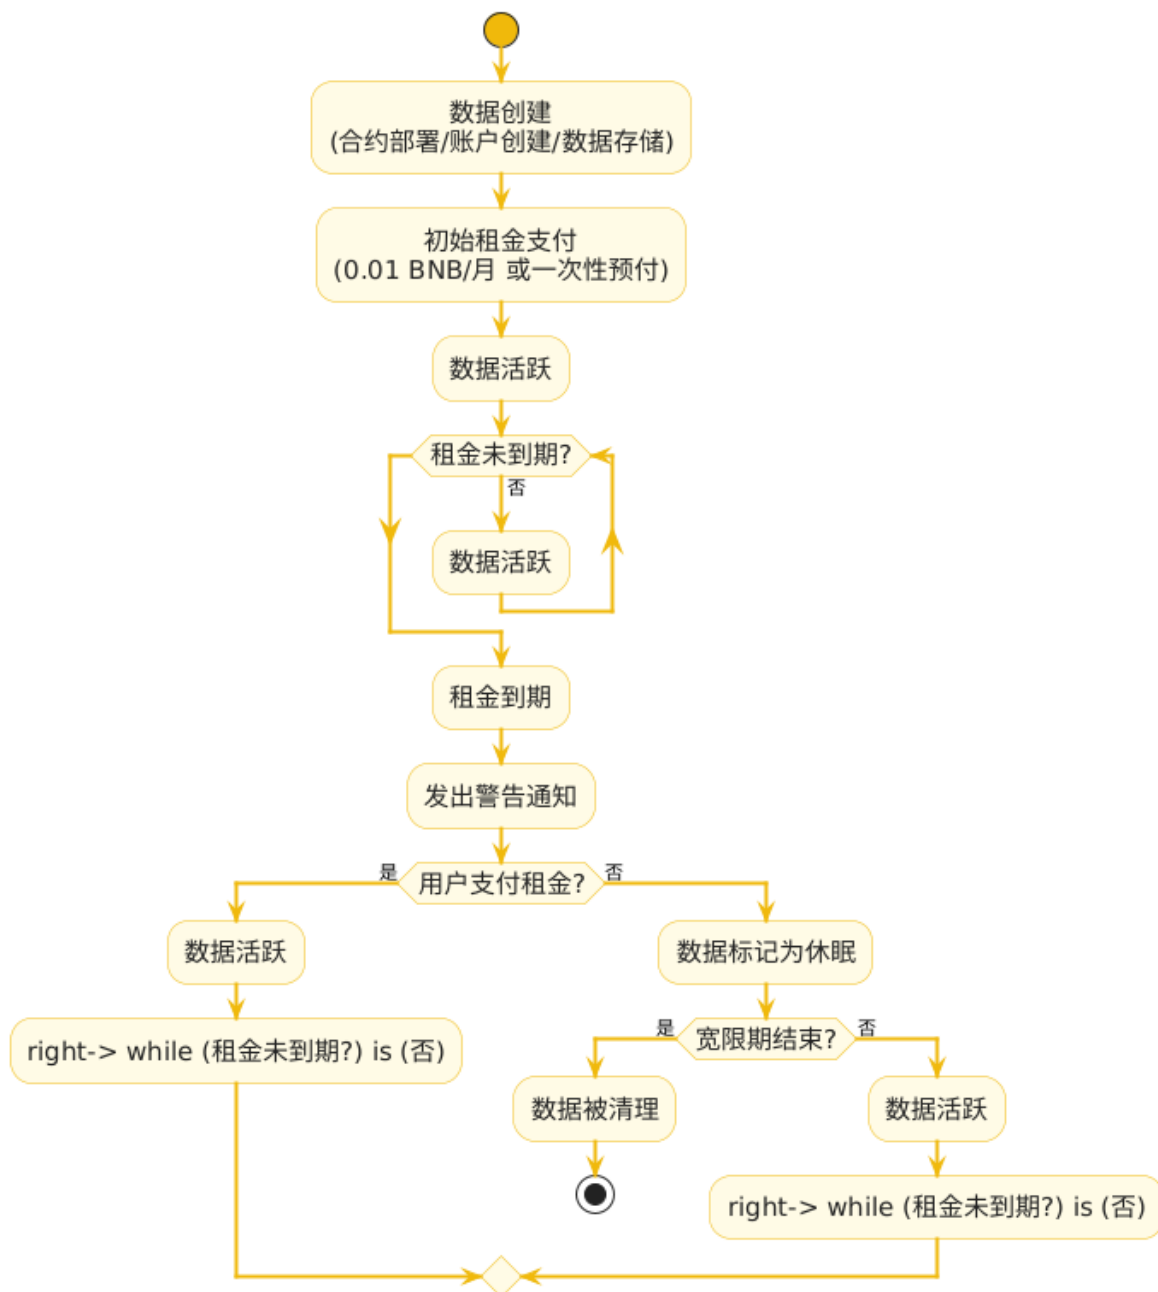 数据创建
(合约部署/账户创建/数据存储)
初始租金支付
(0.01 BNB/月 或一次性预付)
数据活跃
租金未到期?
否
数据活跃
租金到期
发出警告通知
是
用户支付租金?
否
数据活跃
数据标记为休眠
right-> while (租金未到期?) is (否)
是
宽限期结束?
否
数据被清理
数据活跃
right-> while (租金未到期?) is (否)